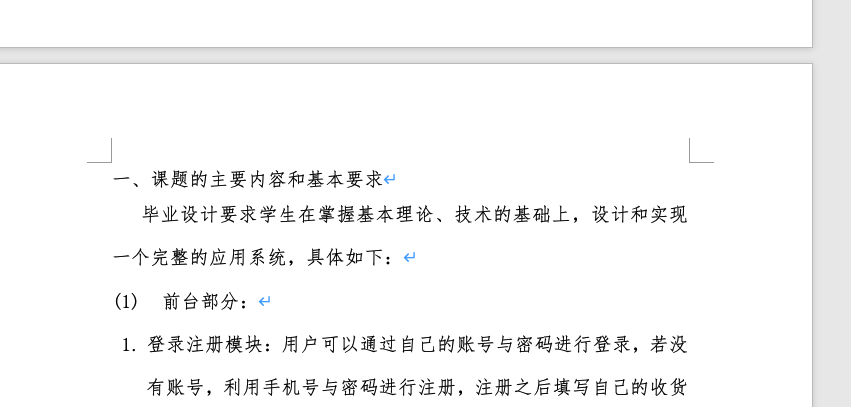 一、课题的主要内容和基本要求↵
毕业设计要求学生在掌握基本理论、技术的基础上，设计和实现
一个完整的应用系统，具体如下：↵
(1) 前台部分：↵
1. 登录注册模块：用户可以通过自己的账号与密码进行登录，若没
有账号，利用手机号与密码进行注册，注册之后填写自己的收货